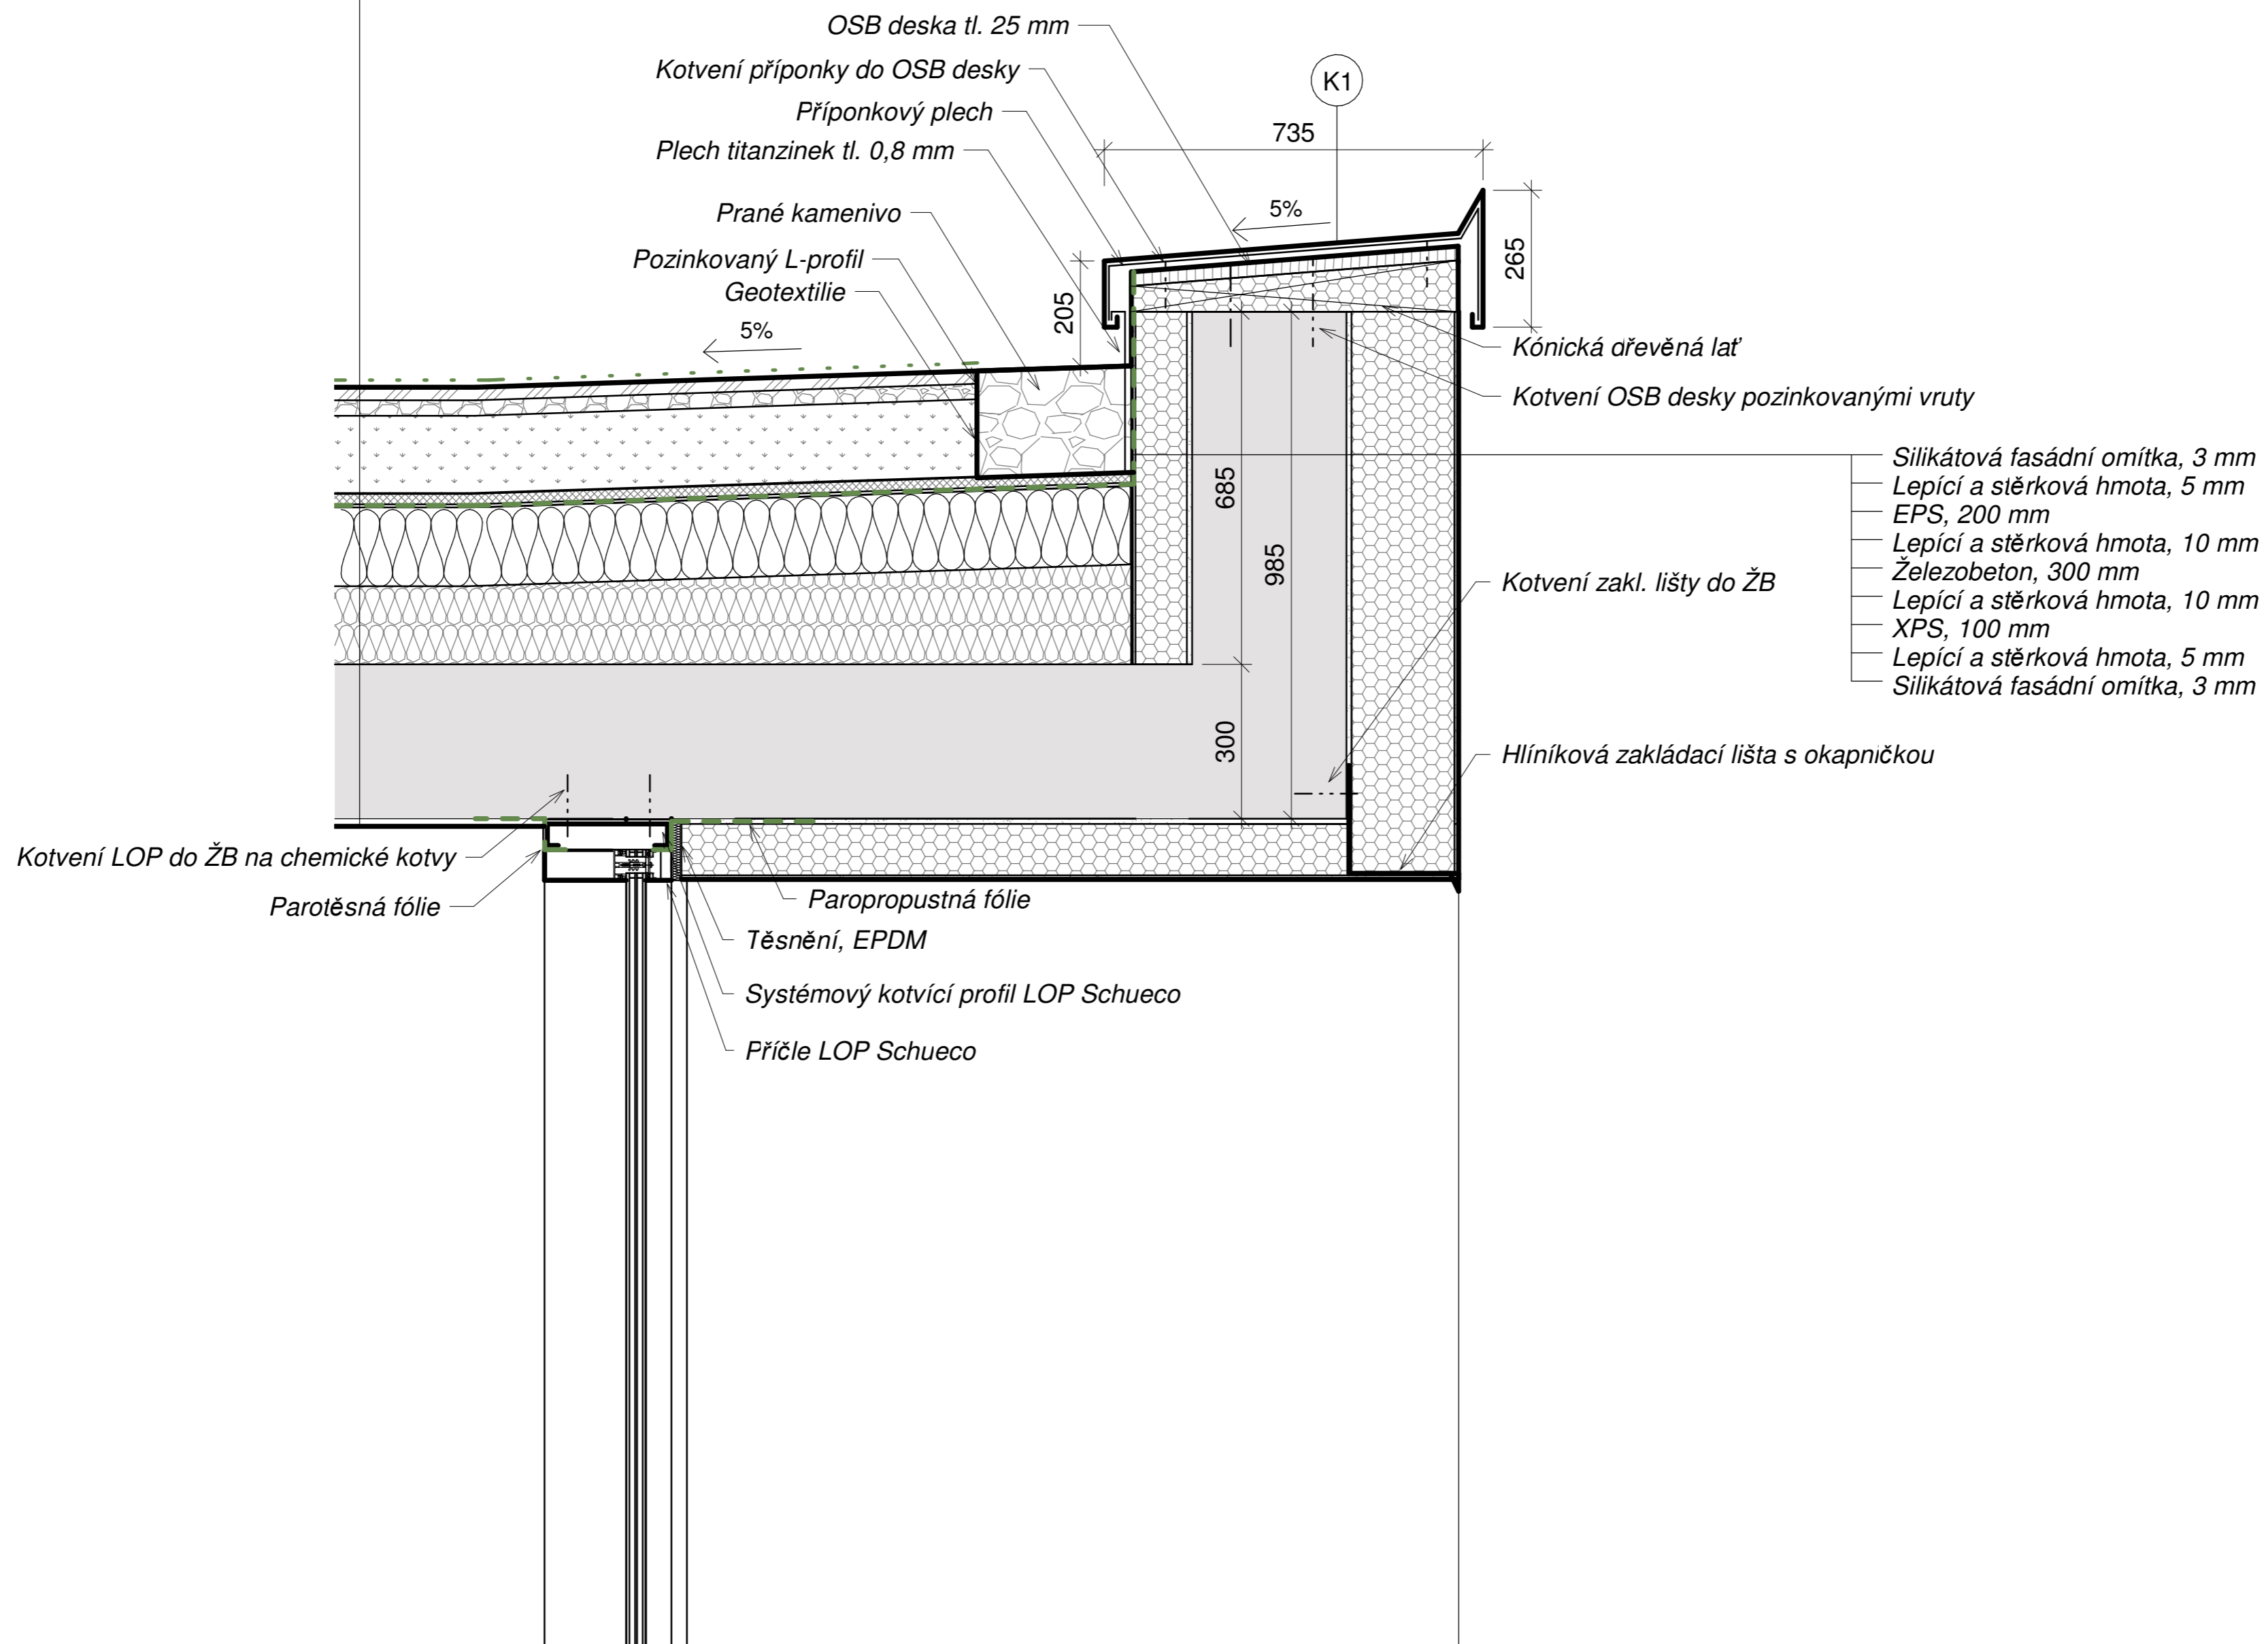 OSB deska tl. 25 mm
Kotvení příponky do OSB desky
K1
Příponkový plech
735
Plech titanzinek tl. 0,8 mm
Prané kamenivo
5%
Pozinkovaný L-profil
265
Geotextilie
205
5%
Kónická dřevěná lať
Kotvení OSB desky pozinkovanými vruty
Silikátová fasádní omítka, 3 mm
Lepící a stěrková hmota, 5 mm
EPS, 200 mm
Lepící a stěrková hmota, 10 mm
Železobeton, 300 mm
Lepící a stěrková hmota, 10 mm
XPS, 100 mm
Lepící a stěrková hmota, 5 mm
Silikátová fasádní omítka, 3 mm
685
985
Kotvení zakl. lišty do ŽB
300
Hliníková zakládací lišta s okapničkou
Kotvení LOP do ŽB na chemické kotvy
Parotěsná fólie
Paropropustná fólie
Těsnění, EPDM
Systémový kotvící profil LOP Schueco
Příčle LOP Schueco